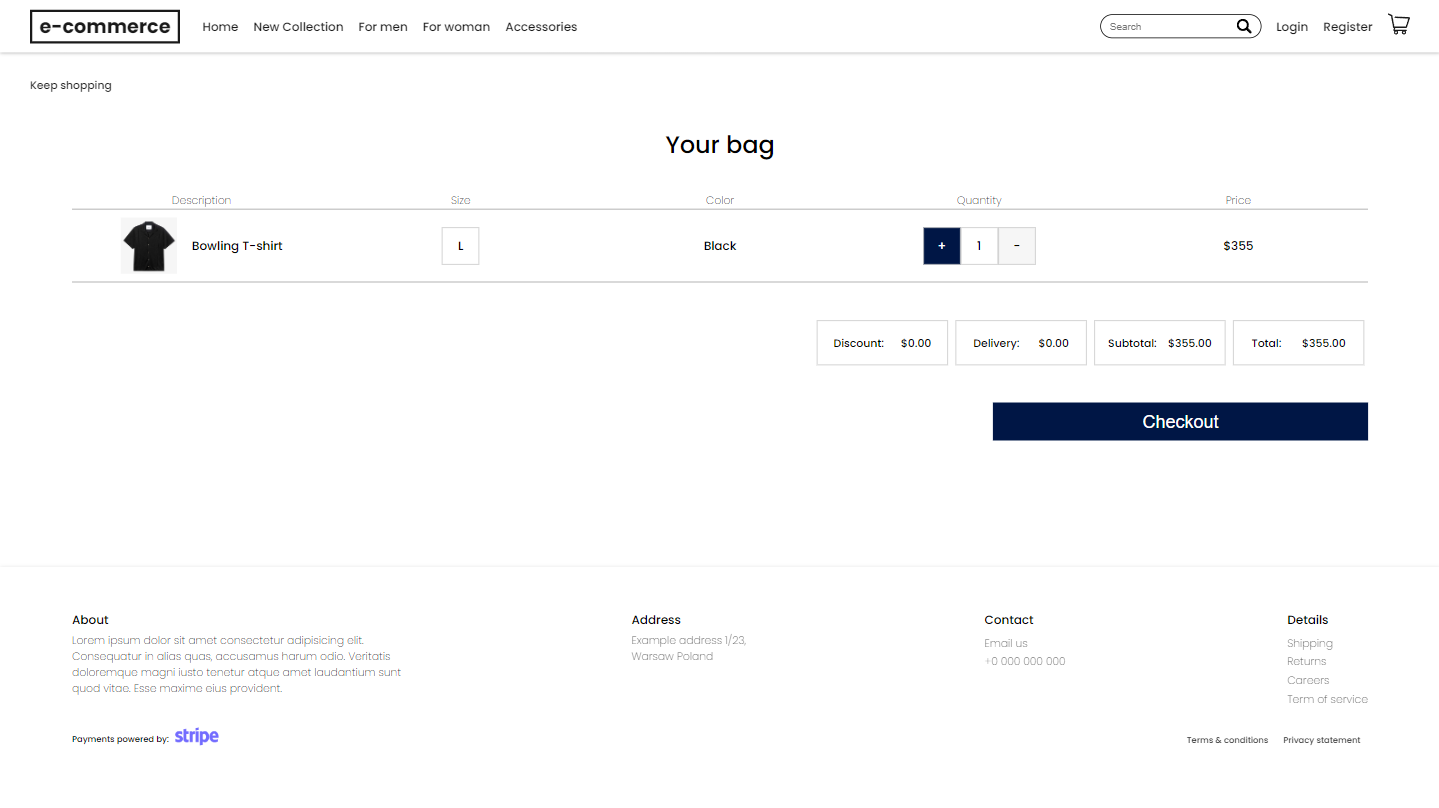 e-commerce Home New Collection For men For woman Accessories Search Login Register
Keep shopping
Your bag
Description Size Color Quantity Price
Bowling T-shirt L Black + 1 - $355
Discount: $0.00 Delivery: $0.00 Subtotal: $355.00 Total: $355.00
Checkout
About
Lorem ipsum dolor sit amet consectetur adipisicing elit.
Consequatur in alias quas, accusamus harum odio. Veritatis
doloremque magni iusto tenetur atque amet laudantium sunt
quod vitae. Esse maxime eius provident.
Address
Example address 1/23,
Warsaw Poland
Contact
Email us
+0 000 000 000
Details
Shipping
Returns
Careers
Term of service
Payments powered by: stripe
Terms & conditions Privacy statement